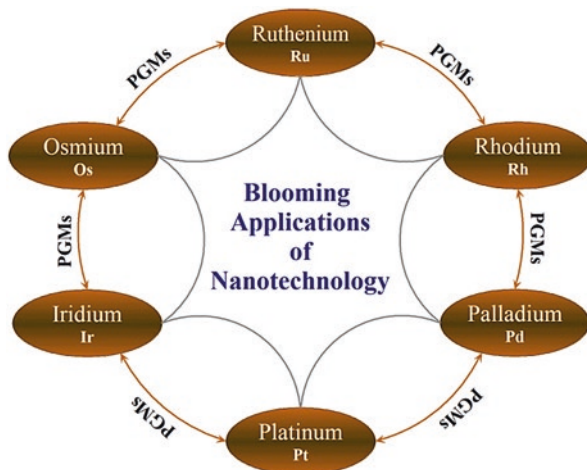 Ruthenium
Ru
PGMs
PGMs
Osmium
Os
Rhodium
Rh
Blooming
Applications
of
Nanotechnology
PGMs
PGMs
Iridium
Ir
Palladium
Pd
PGMs
PGMs
Platinum
Pt